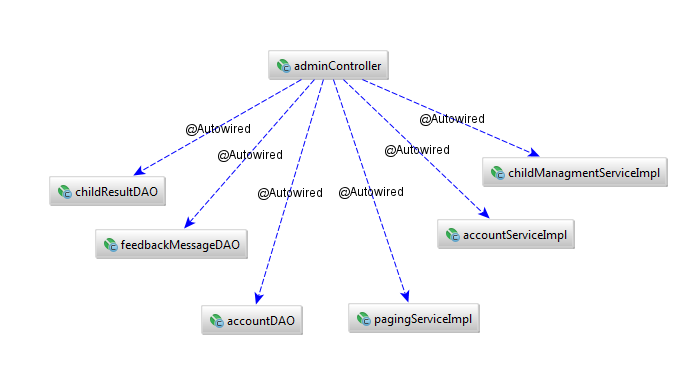 adminController
@Autowired
@Autowired
@Autowired
@Autowired
@Autowired
@Autowired
childManagmentServiceImpl
childResultDAO
accountServiceImpl
feedbackMessageDAO
pagingServiceImpl
accountDAO